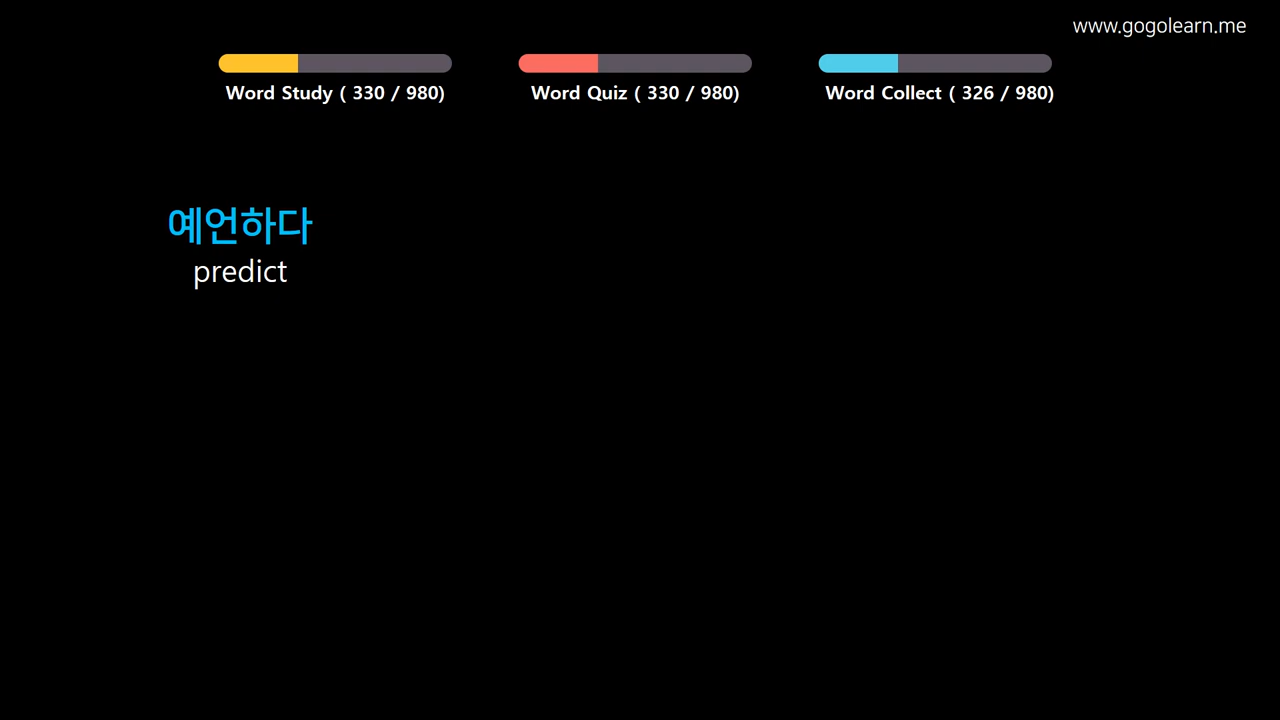 www.gogolearn.me
Word Study ( 330 / 980)
Word Quiz ( 330 / 980)
Word Collect ( 326 / 980)
예언하다
predict